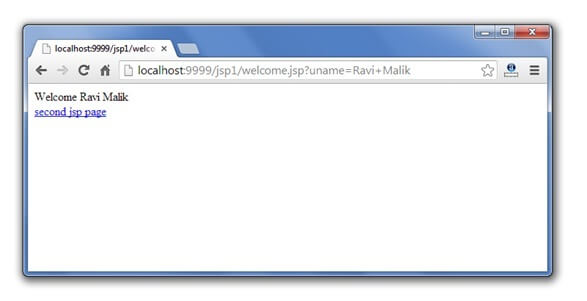 localhost:9999/jsp1/welco
localhost:9999/jsp1/welcome.jsp?uname=Ravi+Malik
Welcome Ravi Malik
second jsp page